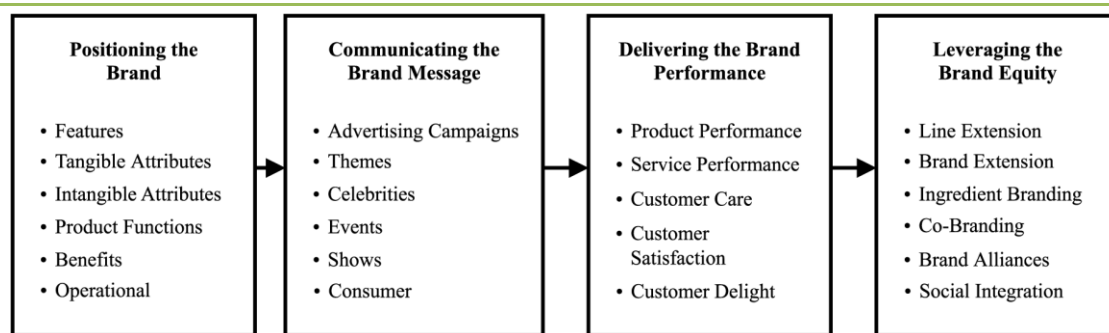 Positioning the
Brand
• Features
• Tangible Attributes
• Intangible Attributes
• Product Functions
• Benefits
• Operational
Communicating the
Brand Message
• Advertising Campaigns
• Themes
• Celebrities
• Events
• Shows
• Consumer
Delivering the Brand
Performance
• Product Performance
• Service Performance
• Customer Care
• Customer
Satisfaction
• Customer Delight
Leveraging the
Brand Equity
• Line Extension
• Brand Extension
• Ingredient Branding
• Co-Branding
• Brand Alliances
• Social Integration